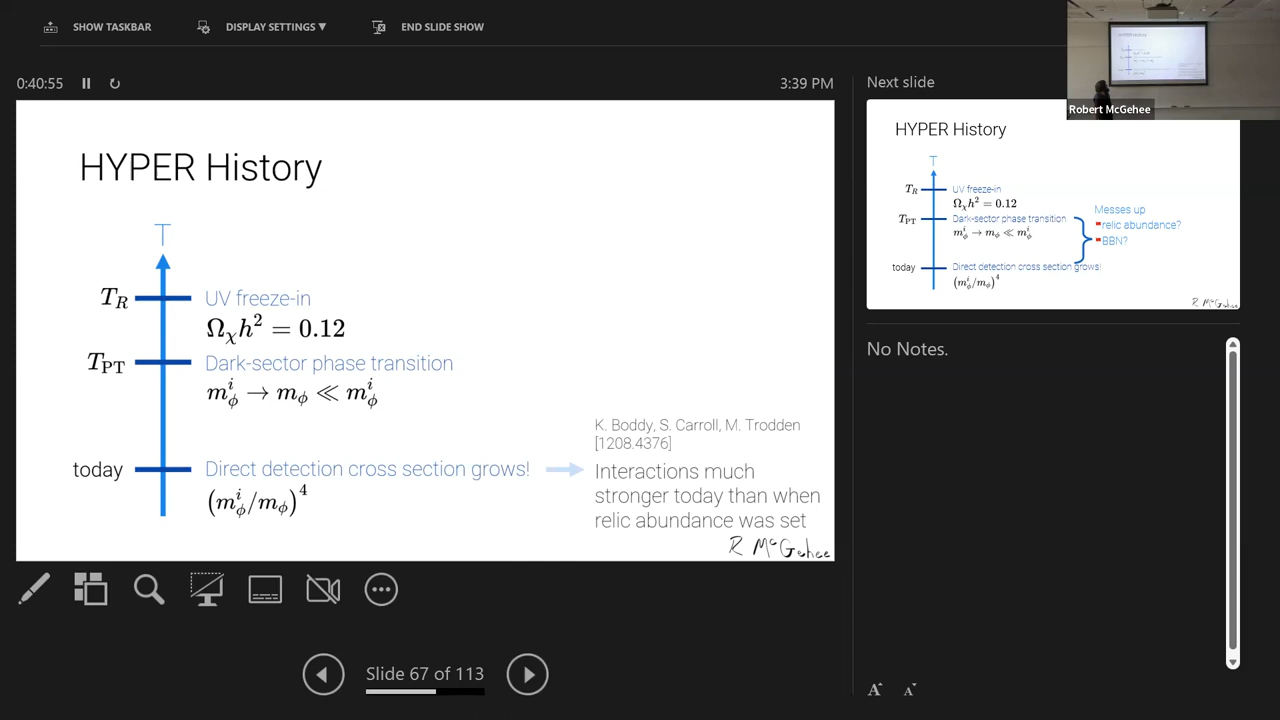 SHOW TASKBAR DISPLAY SETTINGS ▼ END SLIDE SHOW
0:40:55 3:39 PM
HYPER History
T
T_R UV freeze-in
Ω_χ h² = 0.12
T_PT Dark-sector phase transition
m_ϕ^i → m_ϕ ≪ m_ϕ^i
today Direct detection cross section grows!
(m_ϕ^i/m_ϕ)^4
K. Boddy, S. Carroll, M. Trodden
[1208.4376]
Interactions much
stronger today than when
relic abundance was set
R McGehee
Slide 67 of 113
Next slide
Robert McGehee
HYPER History
T
T_R UV freeze-in
Ω_χ h² = 0.12
T_PT Dark-sector phase transition
m_ϕ^i → m_ϕ ≪ m_ϕ^i
today Direct detection cross section grows!
(m_ϕ^i/m_ϕ)^4
Messes up
relic abundance?
BBN?
R McGehee
No Notes.
A A